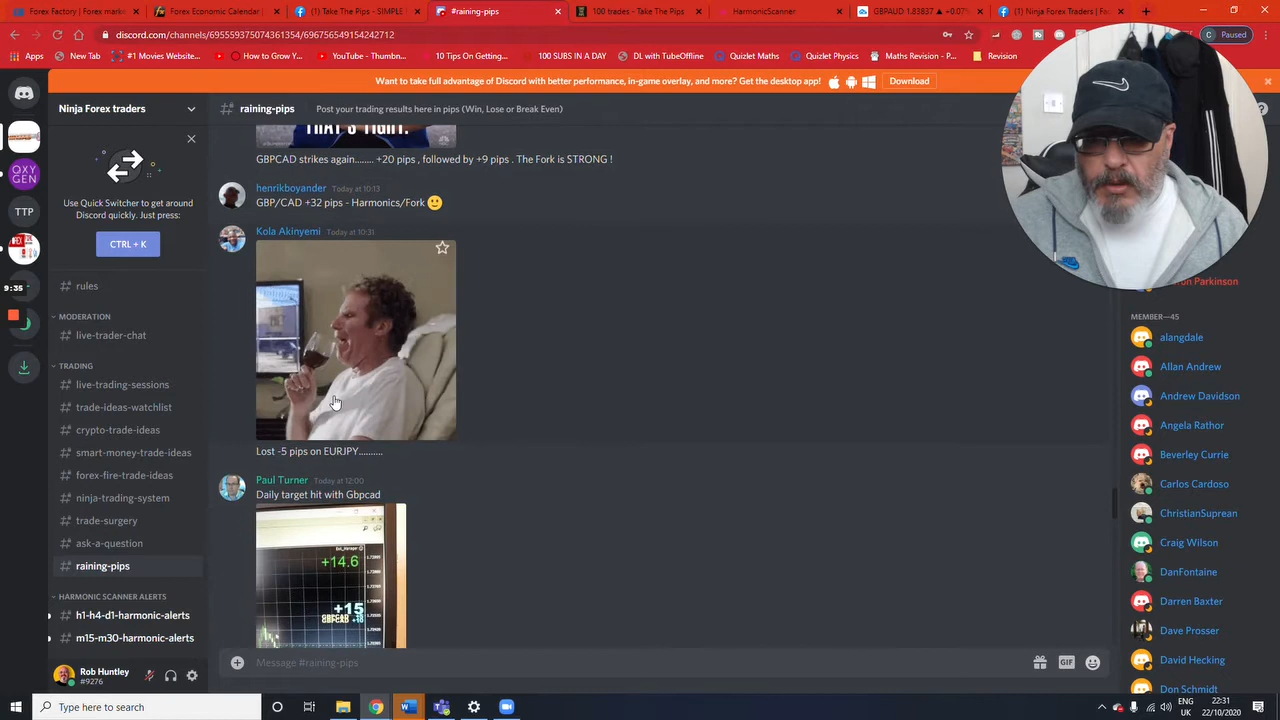 Forex Factory | Forex mark
Forex Economic Calendar |
(1) Take The Pips - SIMPLE
#raining-pips
100 trades - Take The Pips
HarmonicScanner
GBPAUD 1.83837 ▲ +0.07%
(1) Ninja Forex Traders | Fa
discord.com/channels/695559375074361354/696756549154242712
C Paused
Apps
New Tab
#1 Movies Website...
How to Grow Y...
YouTube - Thumbn...
10 Tips On Getting...
100 SUBS IN A DAY
DL with TubeOffline
Quizlet Maths
Quizlet Physics
Maths Revision -...
Revision
Want to take full advantage of Discord with better performance, in-game overlay, and more? Get the desktop app!
Download
Ninja Forex traders
# raining-pips
Post your trading results here in pips (Win, Lose or Break Even)
Use Quick Switcher to get around
Discord quickly. Just press:
CTRL + K
OXY
GEN
TTP
9:35
# rules
MODERATION
# live-trader-chat
TRADING
# live-trading-sessions
# trade-ideas-watchlist
# crypto-trade-ideas
# smart-money-trade-ideas
# forex-fire-trade-ideas
# ninja-trading-system
# trade-surgery
# ask-a-question
# raining-pips
HARMONIC SCANNER ALERTS
# h1-h4-d1-harmonic-alerts
# m15-m30-harmonic-alerts
Rob Huntley
#9276
THAT'S TIGHT.
GBPCAD strikes again........ +20 pips , followed by +9 pips . The Fork is STRONG !
henrikboyander Today at 10:13
GBP/CAD +32 pips - Harmonics/Fork 🙂
Kola Akinyemi Today at 10:31
Lost -5 pips on EURJPY..........
Paul Turner Today at 12:00
Daily target hit with Gbpcad
+14.6
+15
Message #raining-pips
GIF
Parkinson
MEMBER—45
alangdale
Allan Andrew
Andrew Davidson
Angela Rathor
Beverley Currie
Carlos Cardoso
ChristianSuprean
Craig Wilson
DanFontaine
Darren Baxter
Dave Prosser
David Hecking
Don Schmidt
Type here to search
ENG
UK
22:31
22/10/2020